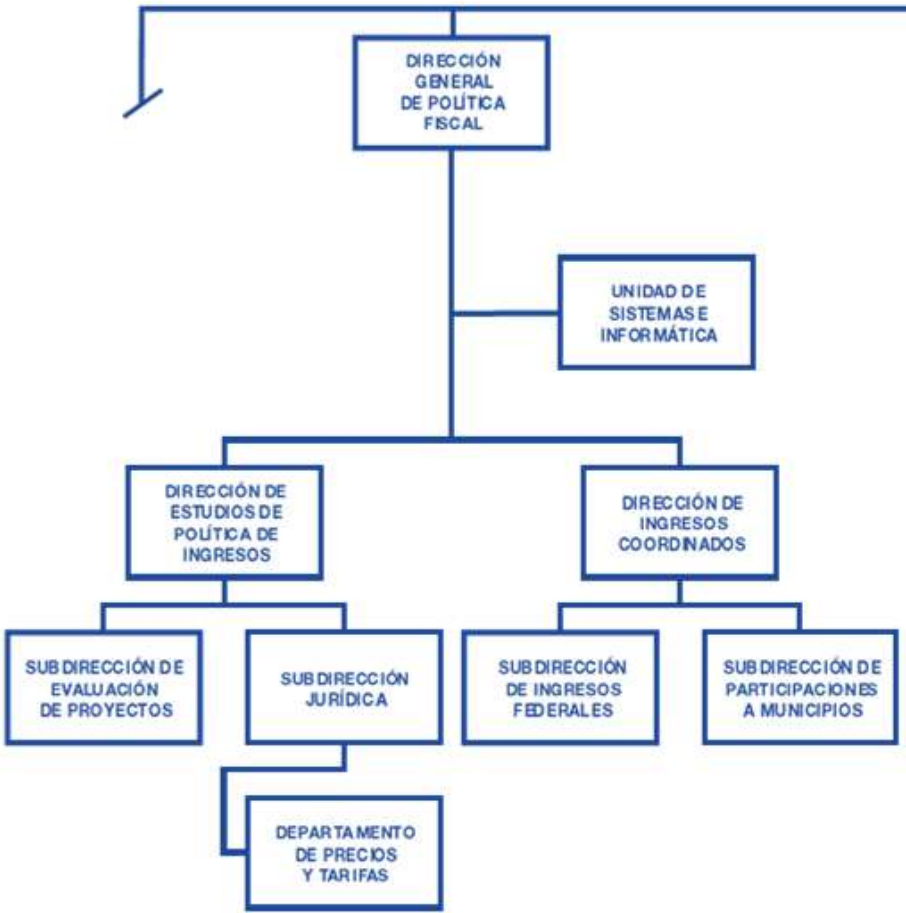 DIRECCIÓN
GENERAL
DE POLÍTICA
FISCAL
UNIDAD DE
SISTEMAS E
INFORMÁTICA
DIRECCIÓN DE
ESTUDIOS DE
POLÍTICA DE
INGRESOS
DIRECCIÓN DE
INGRESOS
COORDINADOS
SUBDIRECCIÓN DE
EVALUACIÓN
DE PROYECTOS
SUBDIRECCIÓN
JURÍDICA
SUBDIRECCIÓN
DE INGRESOS
FEDERALES
SUBDIRECCIÓN DE
PARTICIPACIONES
A MUNICIPIOS
DEPARTAMENTO
DE PRECIOS
Y TARIFAS